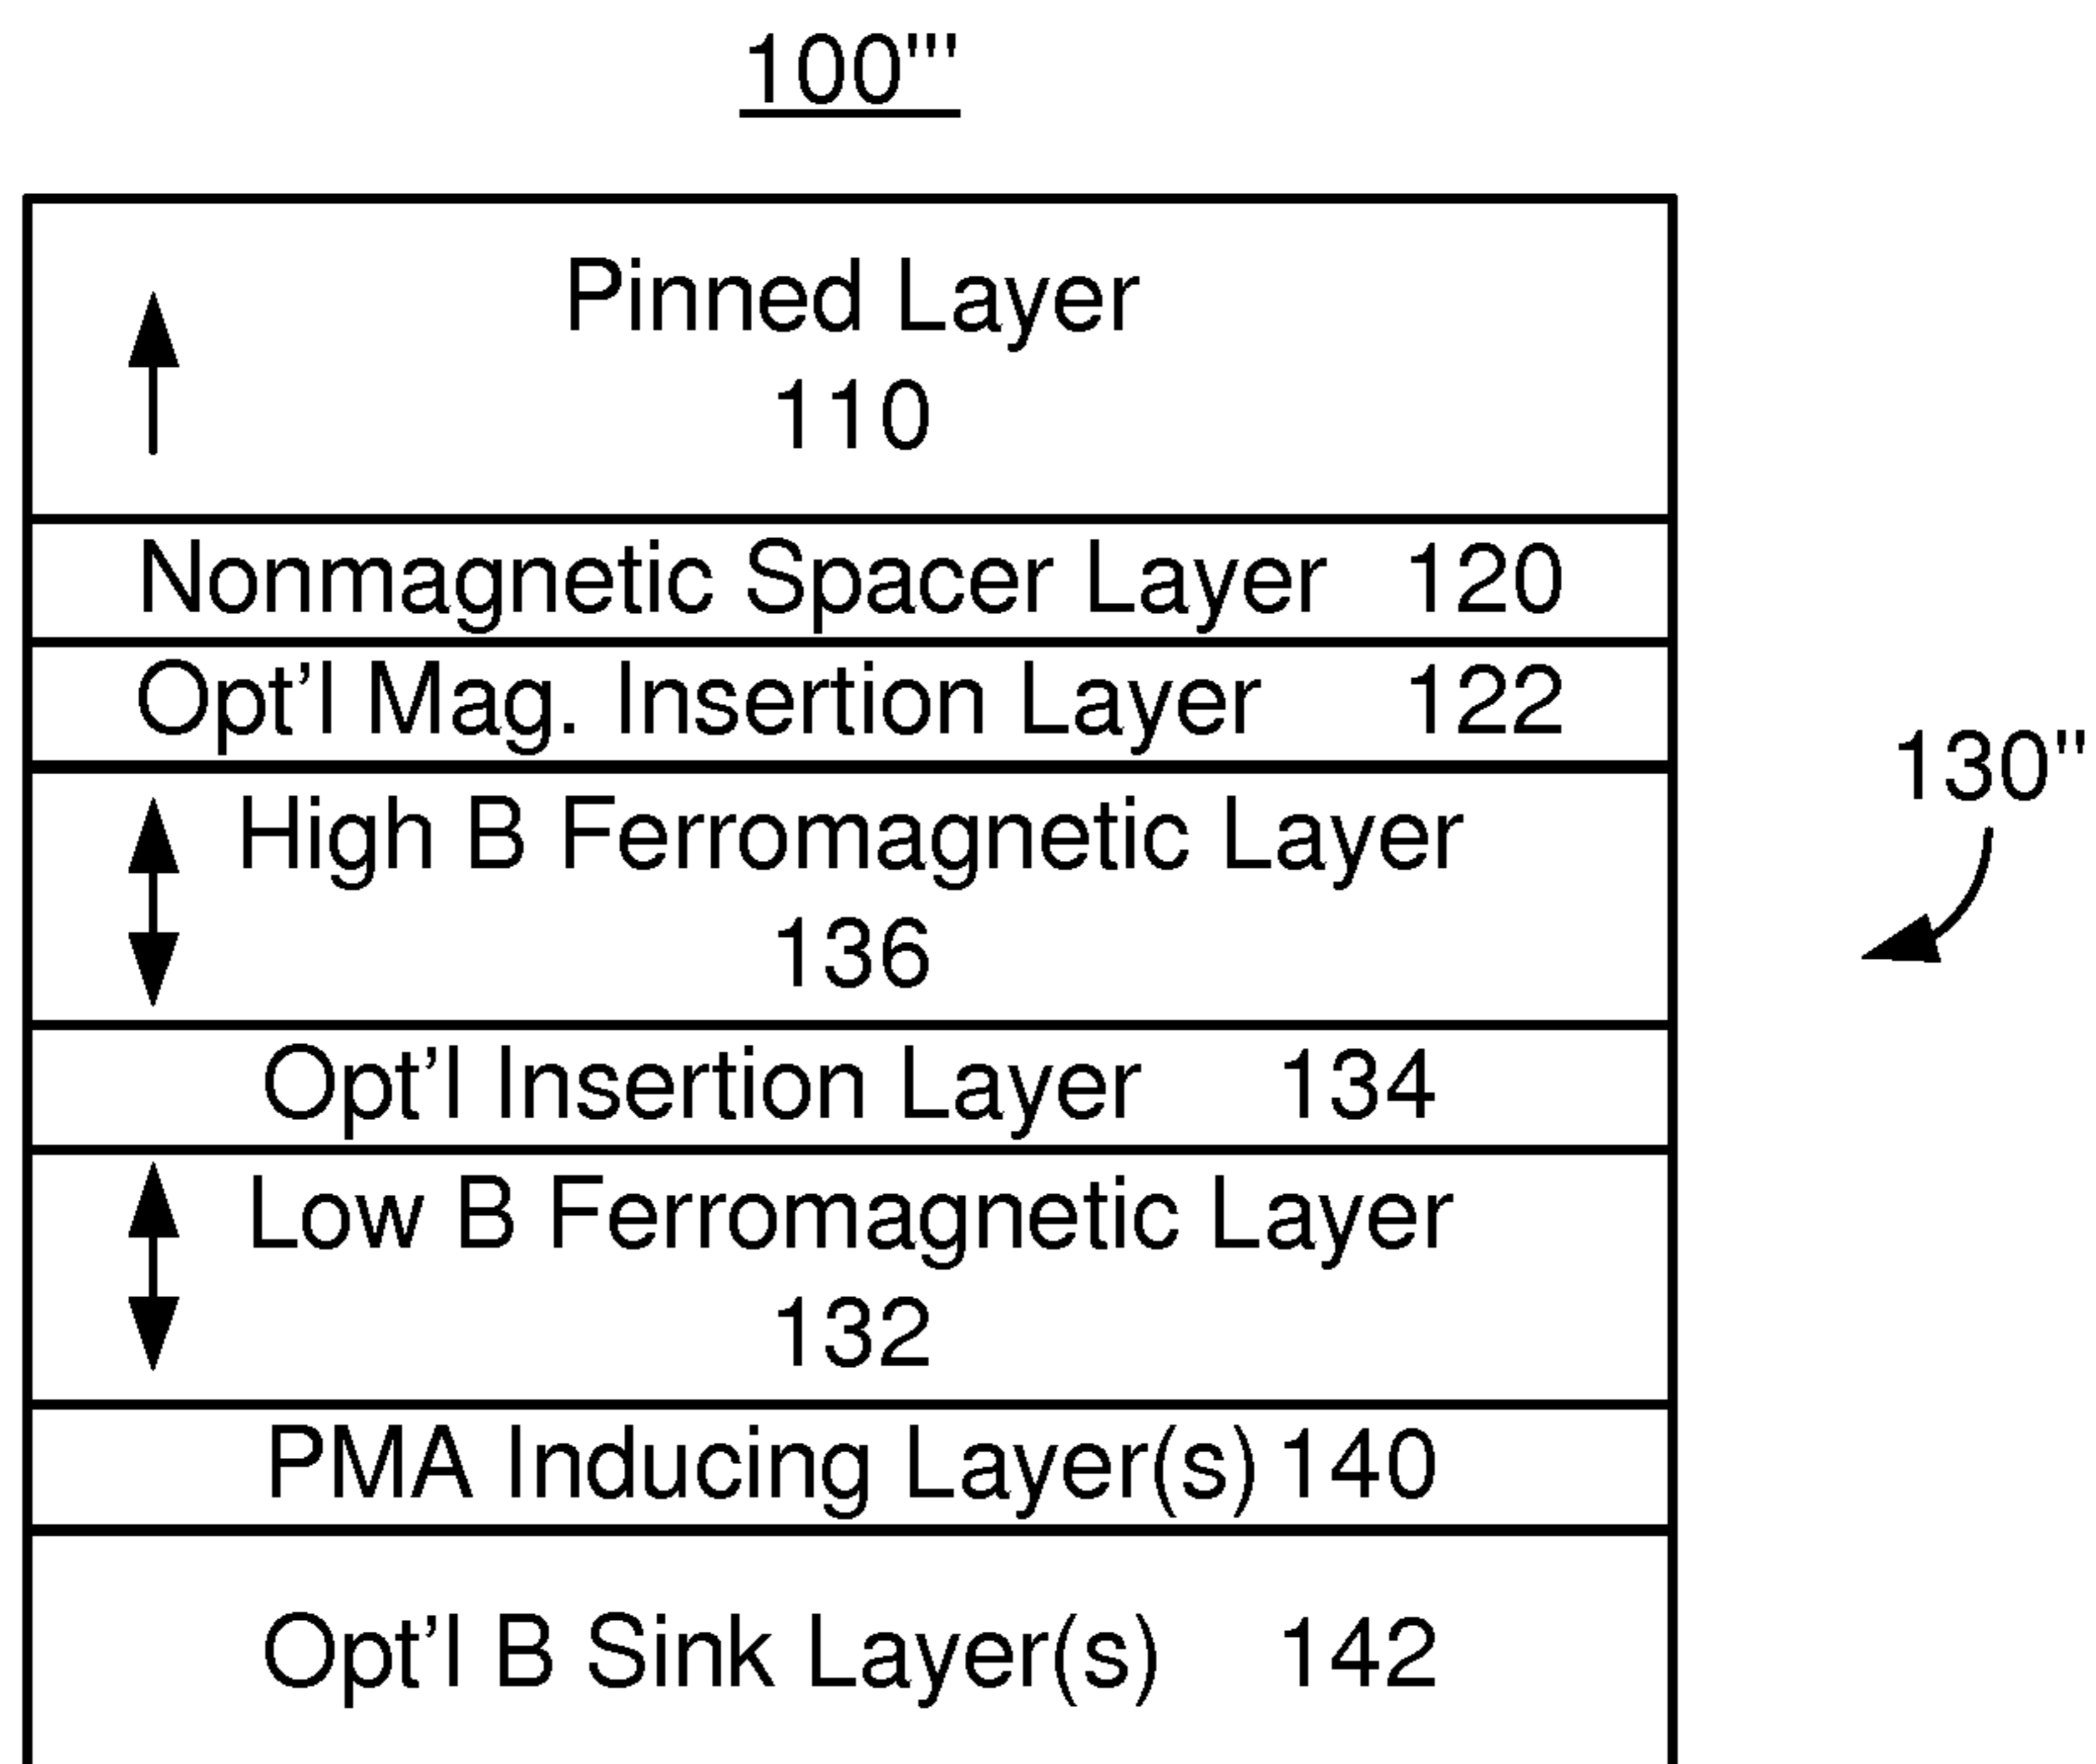 100''''
Pinned Layer
110
Nonmagnetic Spacer Layer 120
Opt'l Mag. Insertion Layer 122
130''
High B Ferromagnetic Layer
136
Opt'l Insertion Layer 134
Low B Ferromagnetic Layer
132
PMA Inducing Layer(s) 140
Opt'l B Sink Layer(s) 142